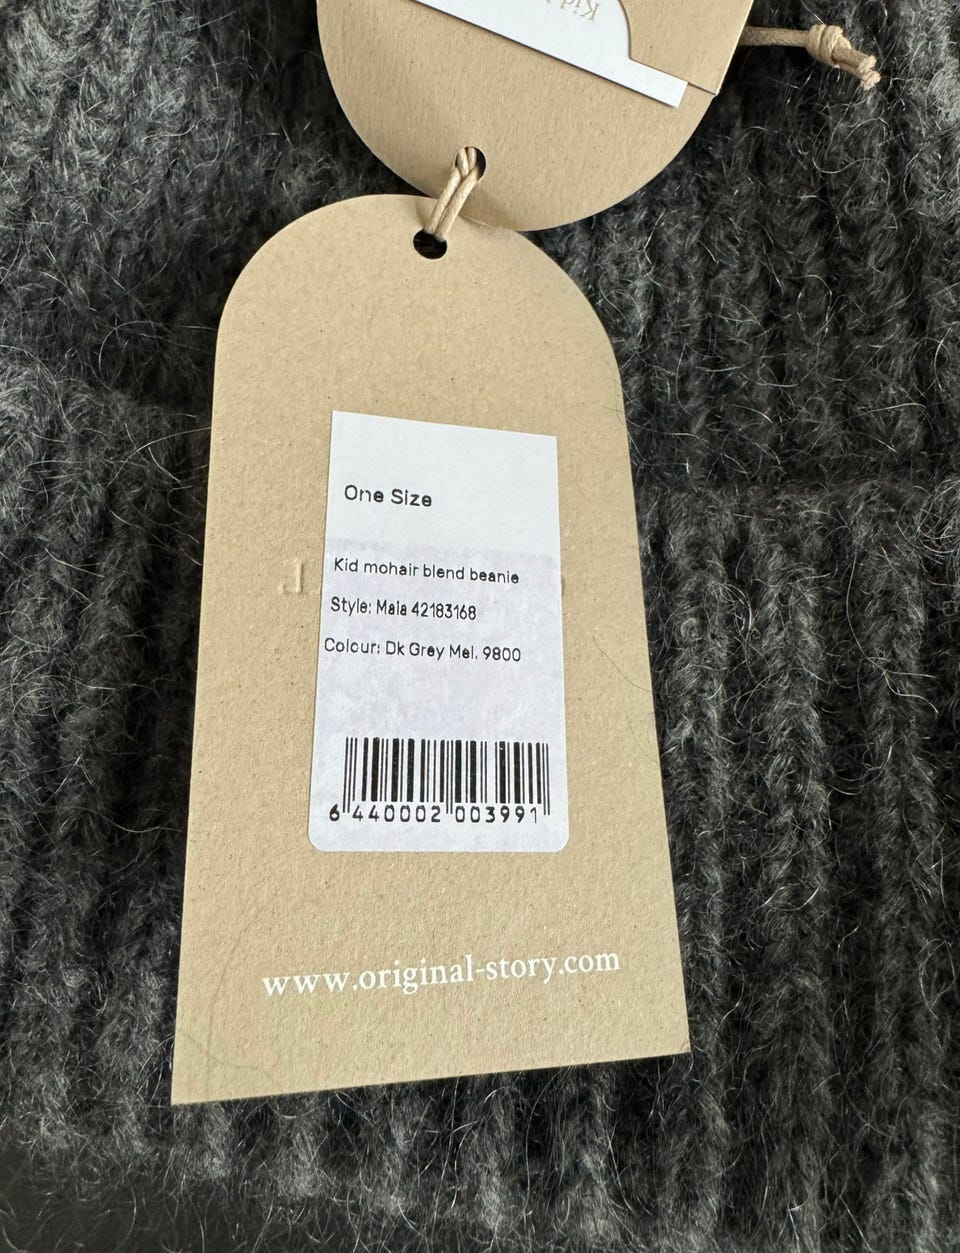 Kid
One Size
Kid mohair blend beanie
Style: Maia 42183168
Colour: Dk Grey Mel. 9800
6 440002 003991
www.original-story.com